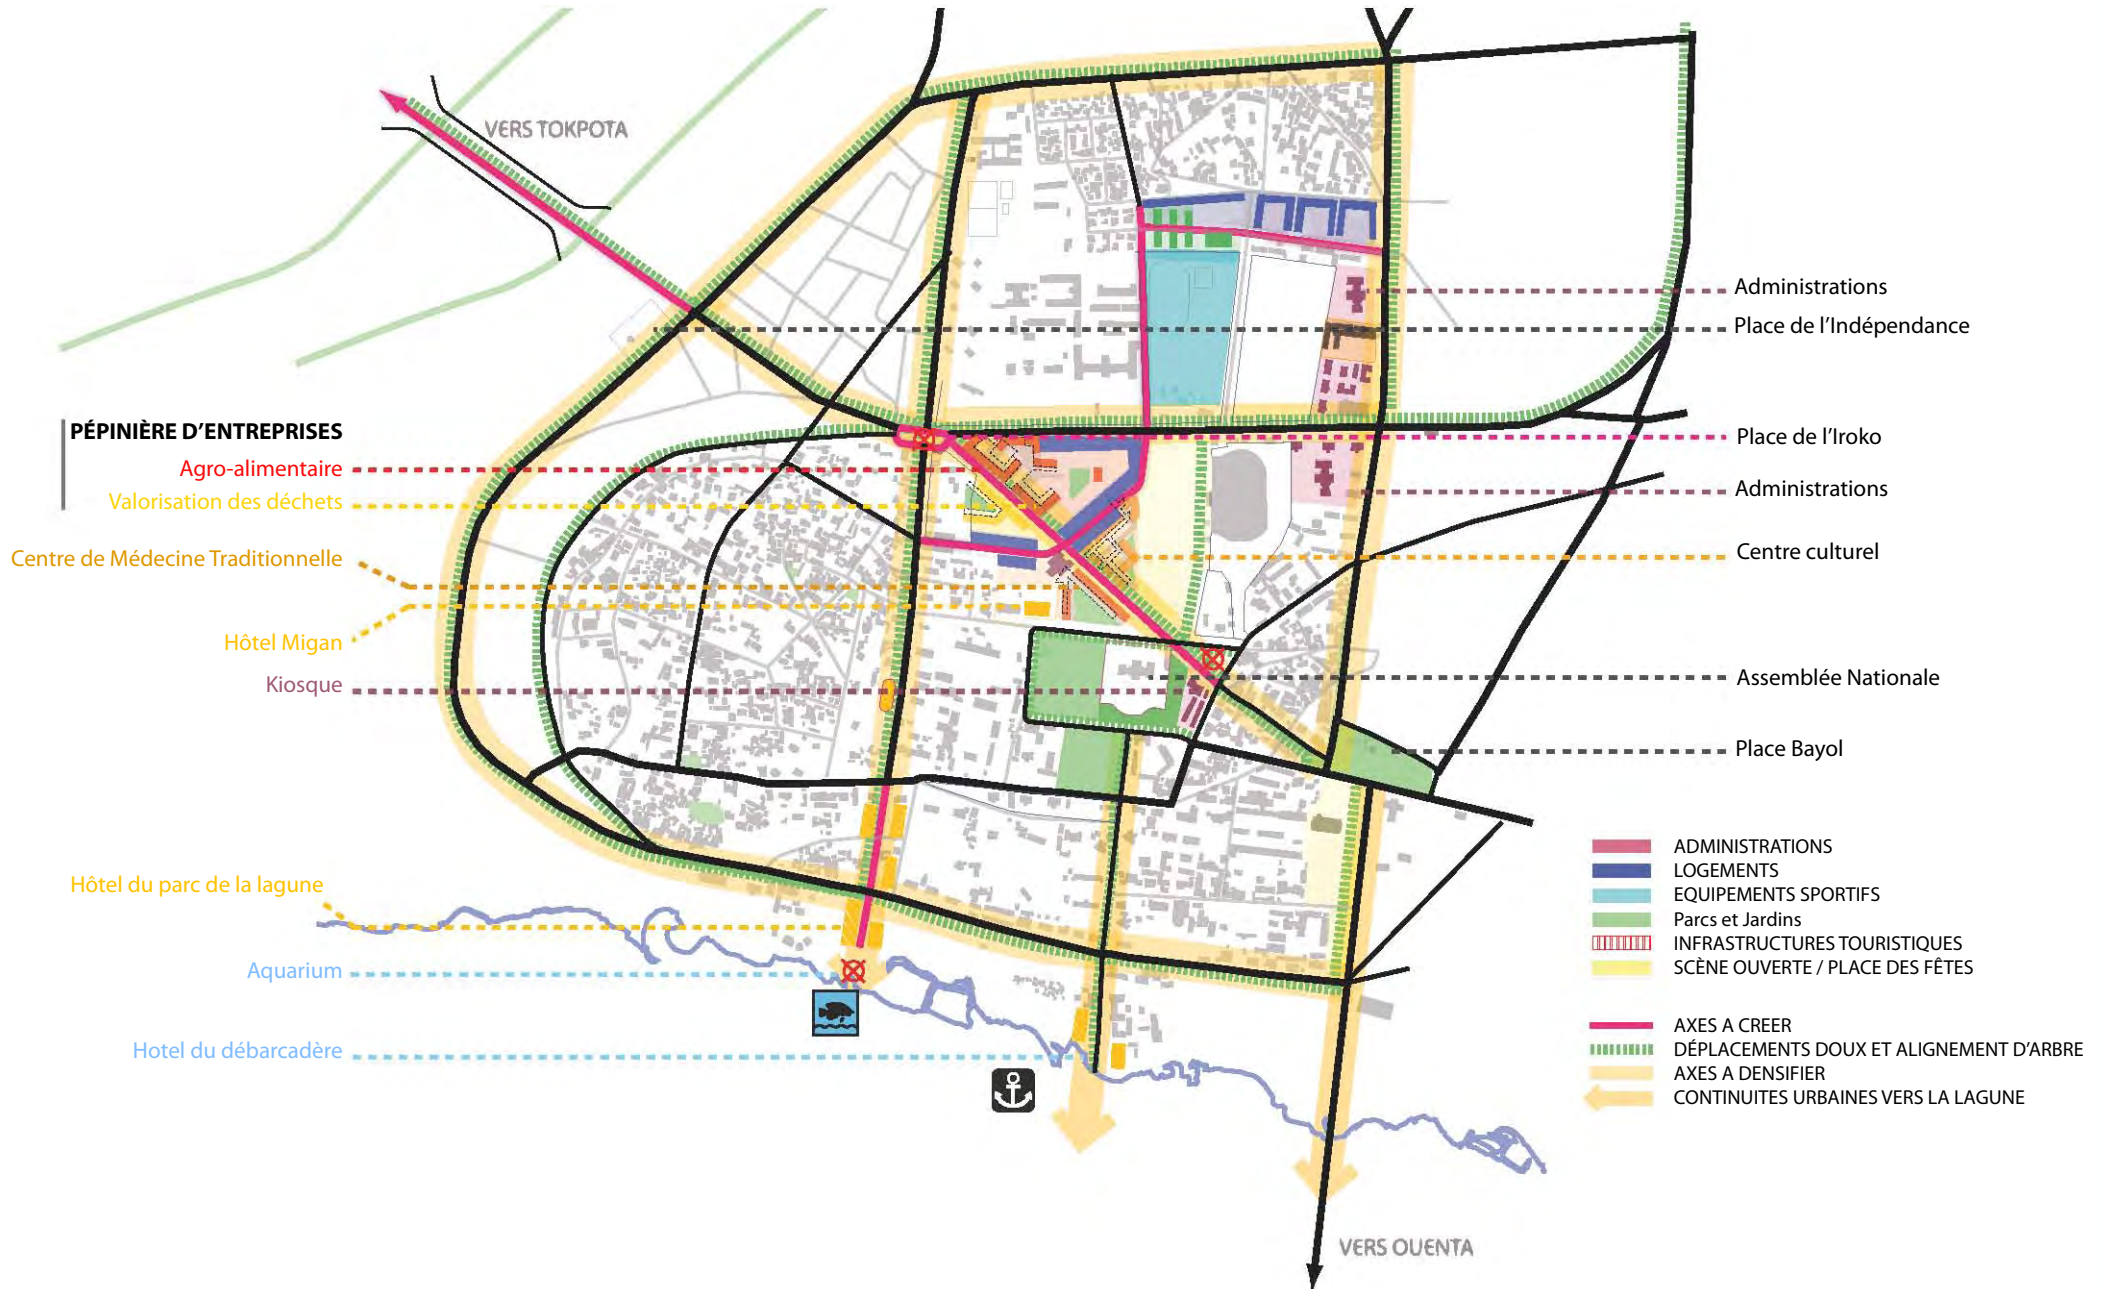 VERS TOKPOTA
Administrations
Place de l’Indépendance
PÉPINIÈRE D’ENTREPRISES
Agro-alimentaire
Valorisation des déchets
Centre de Médecine Traditionnelle
Hôtel Migan
Kiosque
Hôtel du parc de la lagune
Aquarium
Hotel du débarcadère
Place de l’Iroko
Administrations
Centre culturel
Assemblée Nationale
Place Bayol
ADMINISTRATIONS
LOGEMENTS
EQUIPEMENTS SPORTIFS
Parcs et Jardins
INFRASTRUCTURES TOURISTIQUES
SCÈNE OUVERTE / PLACE DES FÊTES
AXES A CREER
DÉPLACEMENTS DOUX ET ALIGNEMENT D’ARBRE
AXES A DENSIFIER
CONTINUITES URBAINES VERS LA LAGUNE
VERS OUENTA